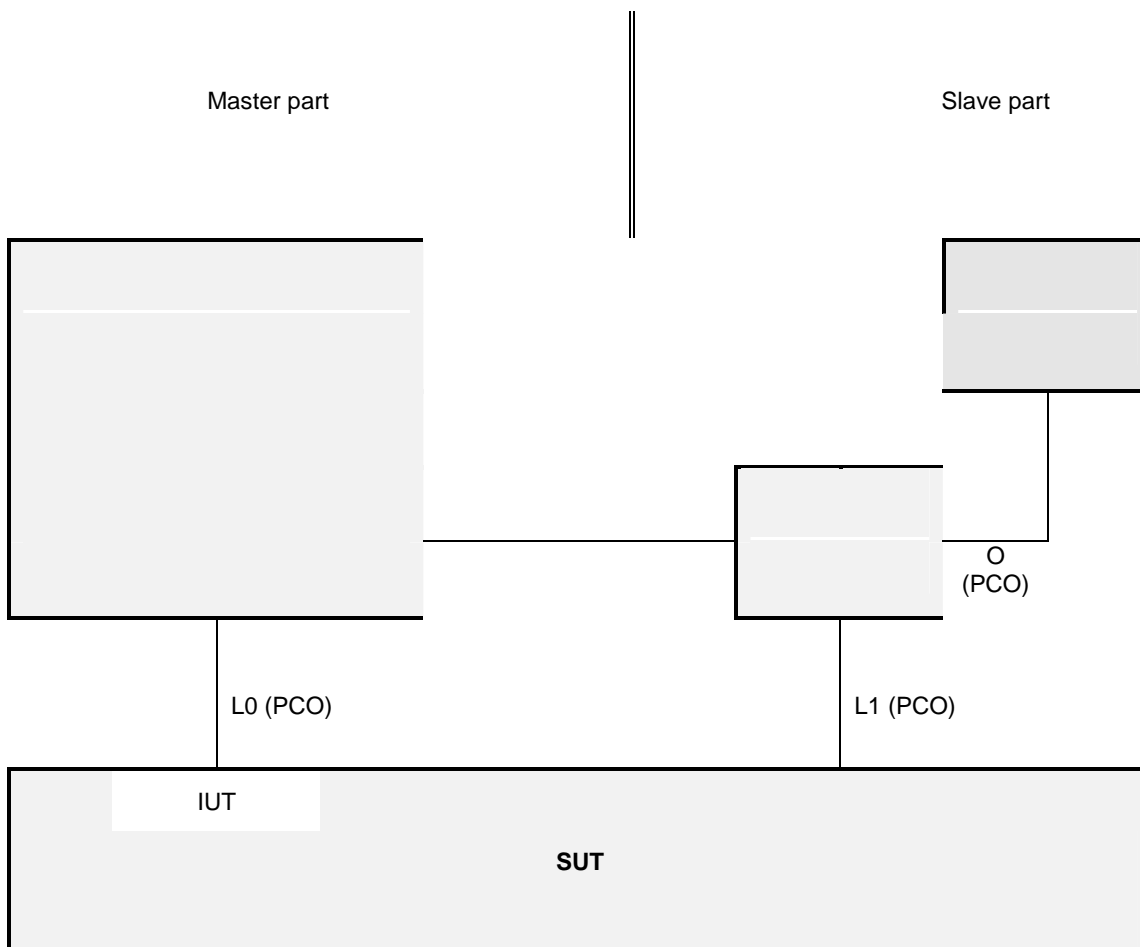 Master part
Slave part
O
(PCO)
L0 (PCO)
L1 (PCO)
IUT
SUT